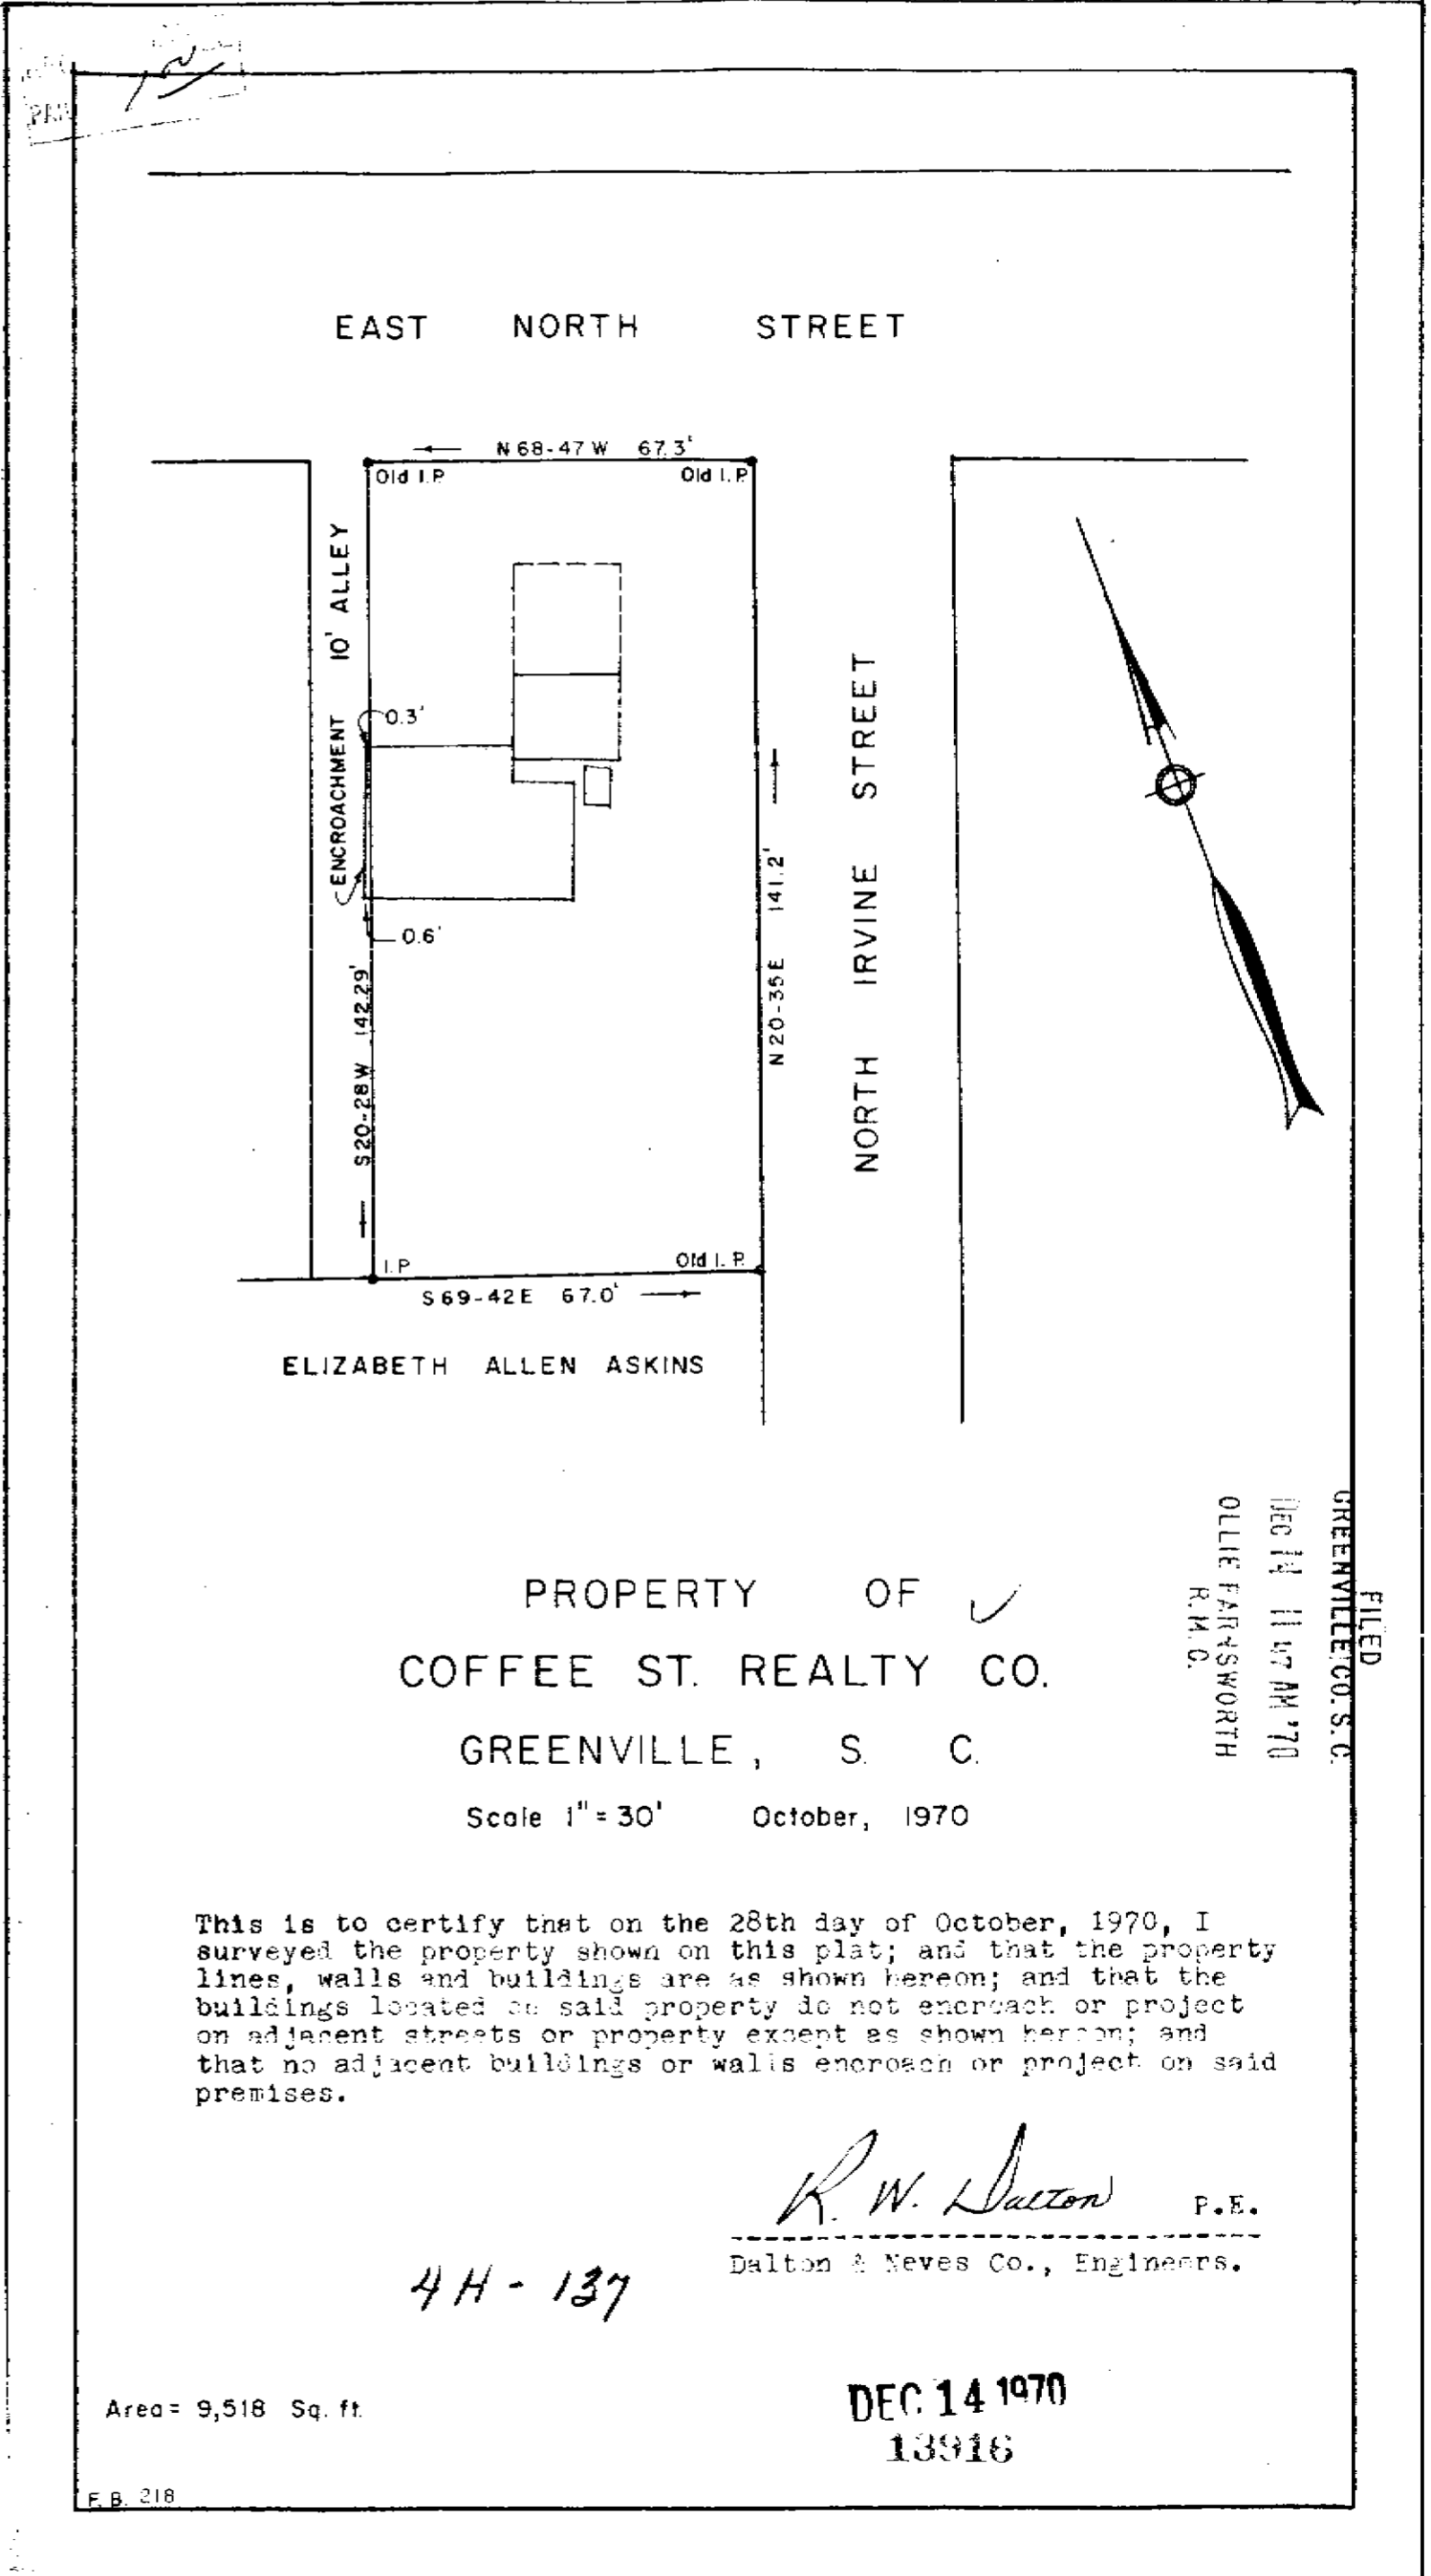 EAST NORTH STREET
N 68-47 W 67.3'
Old I.P.
Old I.P.
10' ALLEY
ENCROACHMENT
0.3'
0.6'
S 20-28 W 142.29'
N 20-35 E 141.2'
NORTH IRVINE STREET
I.P.
Old I.P.
S 69-42 E 67.0'
ELIZABETH ALLEN ASKINS
FILED
GREENVILLE CO. S. C.
DEC 14 11 47 AM '70
OLLIE FARNSWORTH
R. M. C.
PROPERTY OF
COFFEE ST. REALTY CO.
GREENVILLE, S. C.
Scale 1" = 30' October, 1970
This is to certify that on the 28th day of October, 1970, I
surveyed the property shown on this plat; and that the property
lines, walls and buildings are as shown hereon; and that the
buildings located on said property do not encroach or project
on adjacent streets or property except as shown hereon; and
that no adjacent buildings or walls encroach or project on said
premises.
R. W. Dalton P.E.
Dalton & Neves Co., Engineers.
4H - 137
Area = 9,518 Sq. ft.
DEC 14 1970
13916
F. B. 218